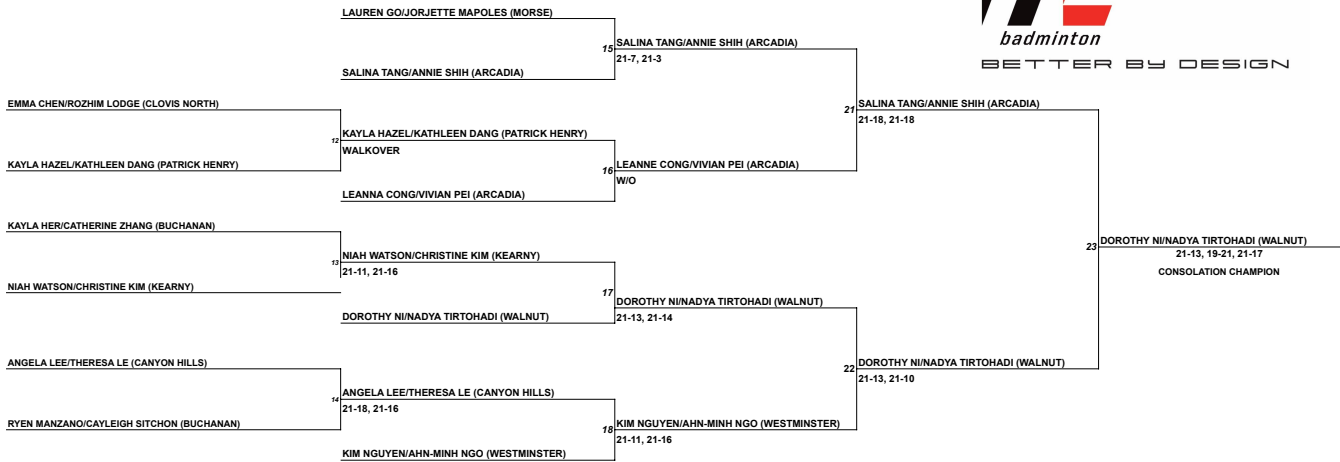 LAUREN GO/JORJETTE MAPOLES (MORSE)
badminton
BETTER BY DESIGN
15 SALINA TANG/ANNIE SHIH (ARCADIA)
21-7, 21-3
SALINA TANG/ANNIE SHIH (ARCADIA)
EMMA CHEN/ROZHIM LODGE (CLOVIS NORTH)
21 SALINA TANG/ANNIE SHIH (ARCADIA)
21-18, 21-18
12 KAYLA HAZEL/KATHLEEN DANG (PATRICK HENRY)
WALKOVER
KAYLA HAZEL/KATHLEEN DANG (PATRICK HENRY)
16 LEANNE CONG/VIVIAN PEI (ARCADIA)
W/O
LEANNA CONG/VIVIAN PEI (ARCADIA)
KAYLA HER/CATHERINE ZHANG (BUCHANAN)
23 DOROTHY NI/NADYA TIRTOHADI (WALNUT)
21-13, 19-21, 21-17
CONSOLATION CHAMPION
13 NIAH WATSON/CHRISTINE KIM (KEARNY)
21-11, 21-16
NIAH WATSON/CHRISTINE KIM (KEARNY)
17 DOROTHY NI/NADYA TIRTOHADI (WALNUT)
21-13, 21-14
DOROTHY NI/NADYA TIRTOHADI (WALNUT)
ANGELA LEE/THERESA LE (CANYON HILLS)
22 DOROTHY NI/NADYA TIRTOHADI (WALNUT)
21-13, 21-10
14 ANGELA LEE/THERESA LE (CANYON HILLS)
21-18, 21-16
RYEN MANZANO/CAYLEIGH SITCHON (BUCHANAN)
18 KIM NGUYEN/AHN-MINH NGO (WESTMINSTER)
21-11, 21-16
KIM NGUYEN/AHN-MINH NGO (WESTMINSTER)